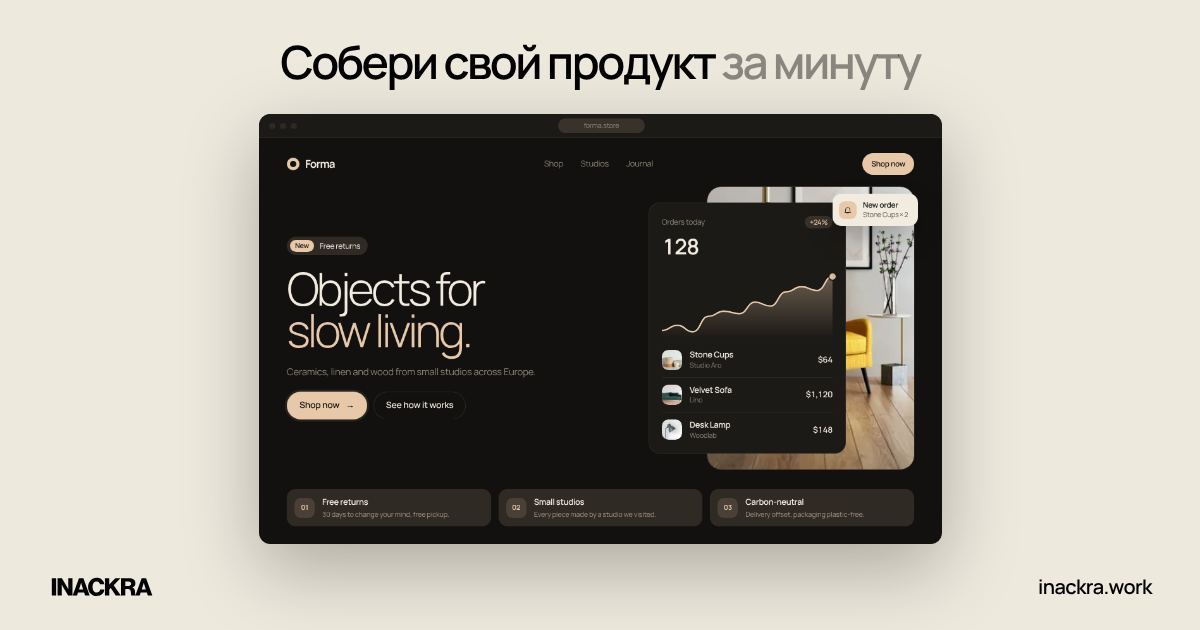 Собери свой продукт за минуту
forma.store
Forma
Shop Studios Journal
Shop now
New order
Stone Cups × 2
Orders today
+24%
128
New Free returns
Objects for
slow living.
Ceramics, linen and wood from small studios across Europe.
Shop now →
See how it works
Stone Cups
Studio Aro
$64
Velvet Sofa
Lino
$1,120
Desk Lamp
Woodlab
$148
01
Free returns
30 days to change your mind, free pickup.
02
Small studios
Every piece made by a studio we visited.
03
Carbon-neutral
Delivery offset, packaging plastic-free.
INACKRA
inackra.work